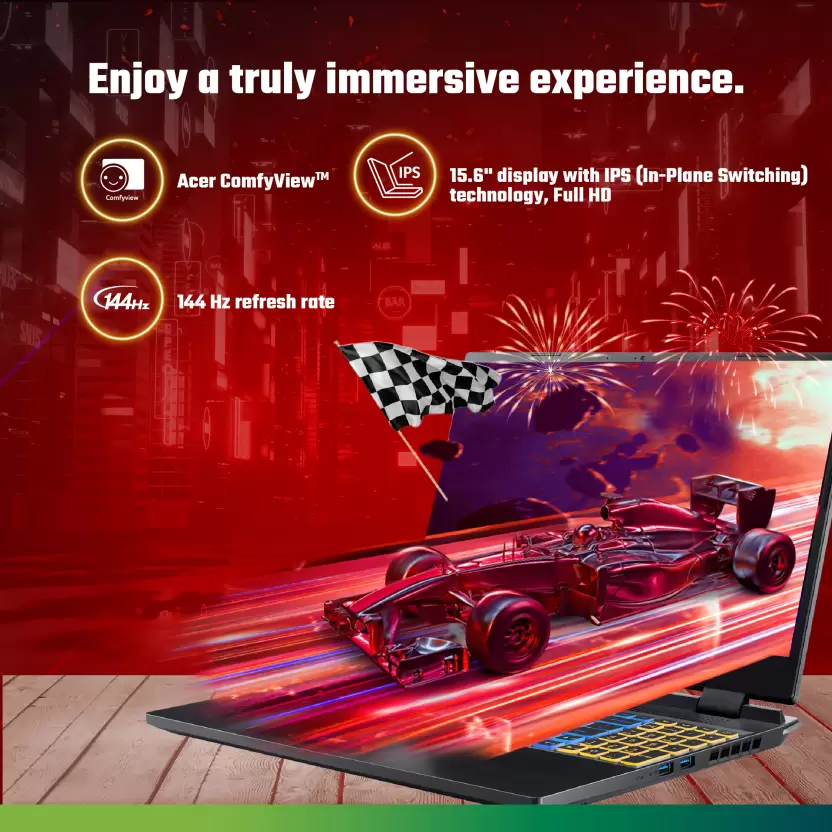 Enjoy a truly immersive experience.
Comfyview
Acer ComfyView™
IPS
15.6" display with IPS (In-Plane Switching)
technology, Full HD
144Hz
144 Hz refresh rate
BAR